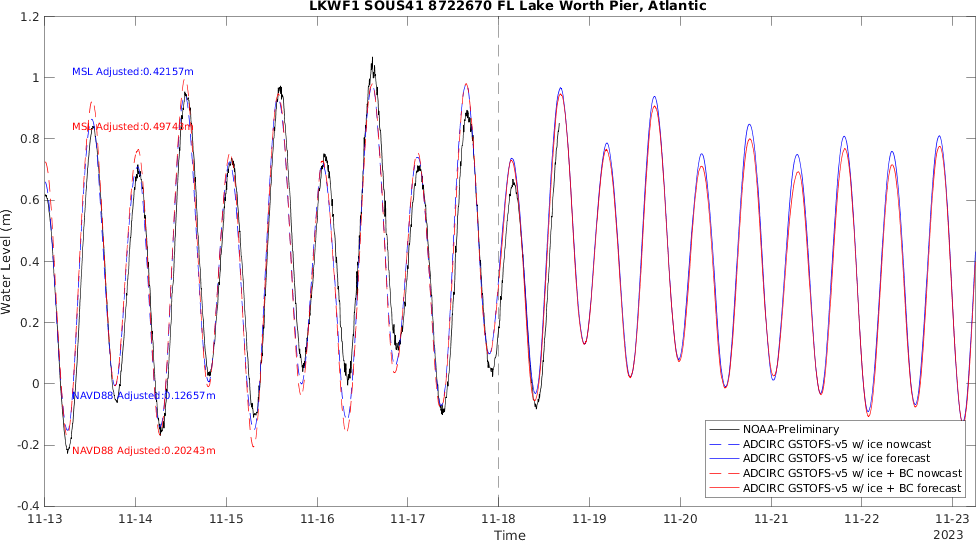 LKWF1 SOUS41 8722670 FL Lake Worth Pier, Atlantic
1.2
1
0.8
0.6
0.4
0.2
0
-0.2
-0.4
Water Level (m)
MSL Adjusted:0.42157m
MSL Adjusted:0.4974 m
NAVD88 Adjusted:0.12657m
NAVD88 Adjusted:0.20243m
NOAA-Preliminary
ADCIRC GSTOFS-v5 w/ ice nowcast
ADCIRC GSTOFS-v5 w/ ice forecast
ADCIRC GSTOFS-v5 w/ ice + BC nowcast
ADCIRC GSTOFS-v5 w/ ice + BC forecast
11-13 11-14 11-15 11-16 11-17 11-18 11-19 11-20 11-21 11-22 11-23
Time
2023